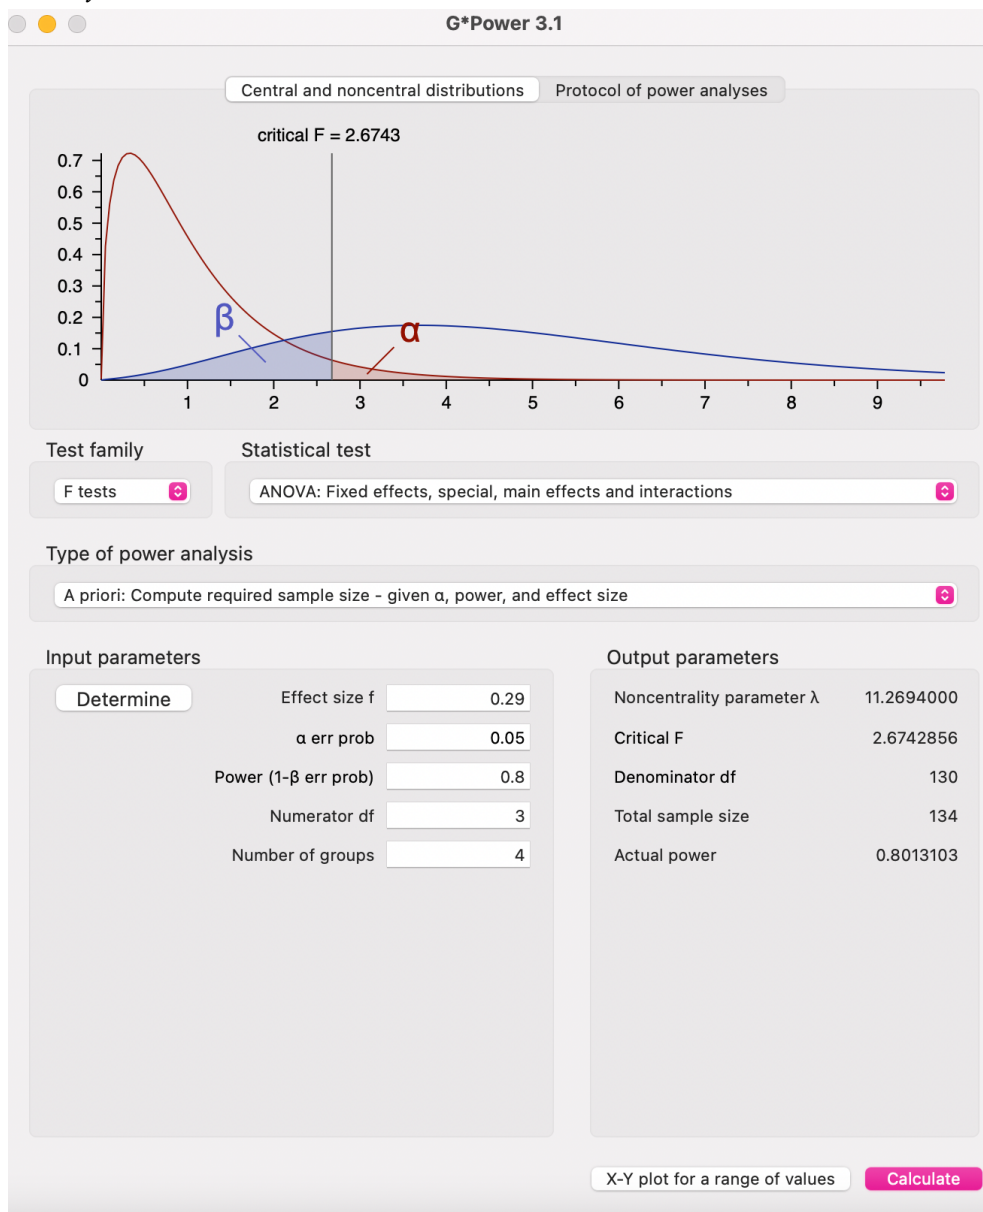 G*Power 3.1
Central and noncentral distributions Protocol of power analyses
critical F = 2.6743
0.7
0.6
0.5
0.4
0.3
0.2
0.1
0
β
α
1 2 3 4 5 6 7 8 9
Test family Statistical test
F tests ANOVA: Fixed effects, special, main effects and interactions
Type of power analysis
A priori: Compute required sample size - given α, power, and effect size
Input parameters Output parameters
Determine Effect size f 0.29 Noncentrality parameter λ 11.2694000
α err prob 0.05 Critical F 2.6742856
Power (1-β err prob) 0.8 Denominator df 130
Numerator df 3 Total sample size 134
Number of groups 4 Actual power 0.8013103
X-Y plot for a range of values Calculate